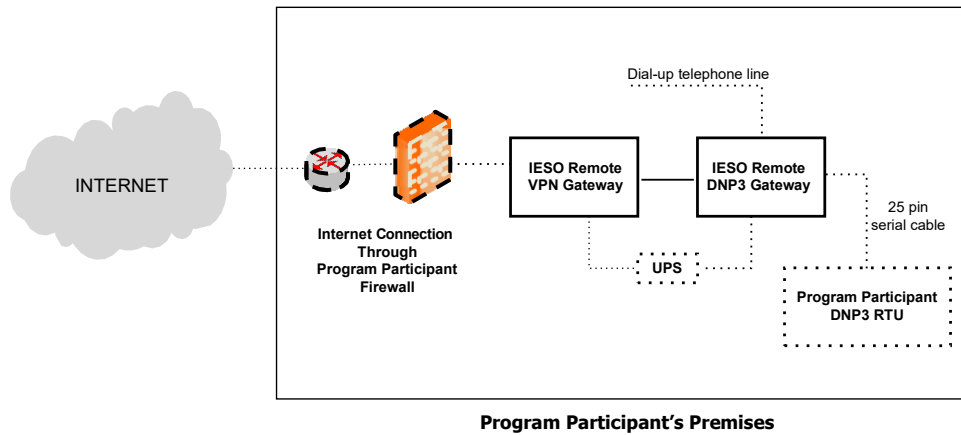 Dial-up telephone line
INTERNET
IESO Remote
VPN Gateway
IESO Remote
DNP3 Gateway
25 pin
serial cable
Internet Connection
Through
Program Participant
Firewall
UPS
Program Participant
DNP3 RTU
Program Participant's Premises